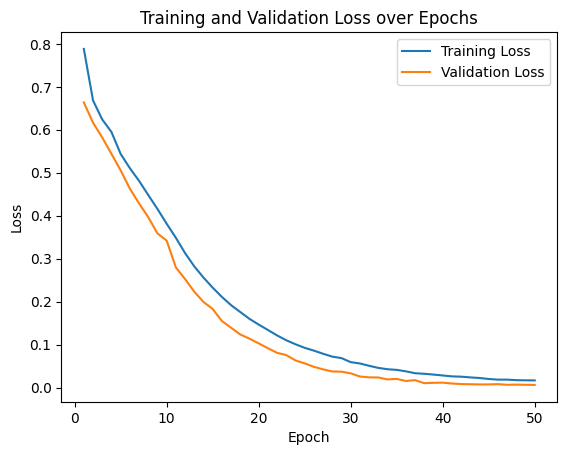 Training and Validation Loss over Epochs
Training Loss
Validation Loss
0.8
0.7
0.6
0.5
0.4
0.3
0.2
0.1
0.0
Loss
0 10 20 30 40 50
Epoch